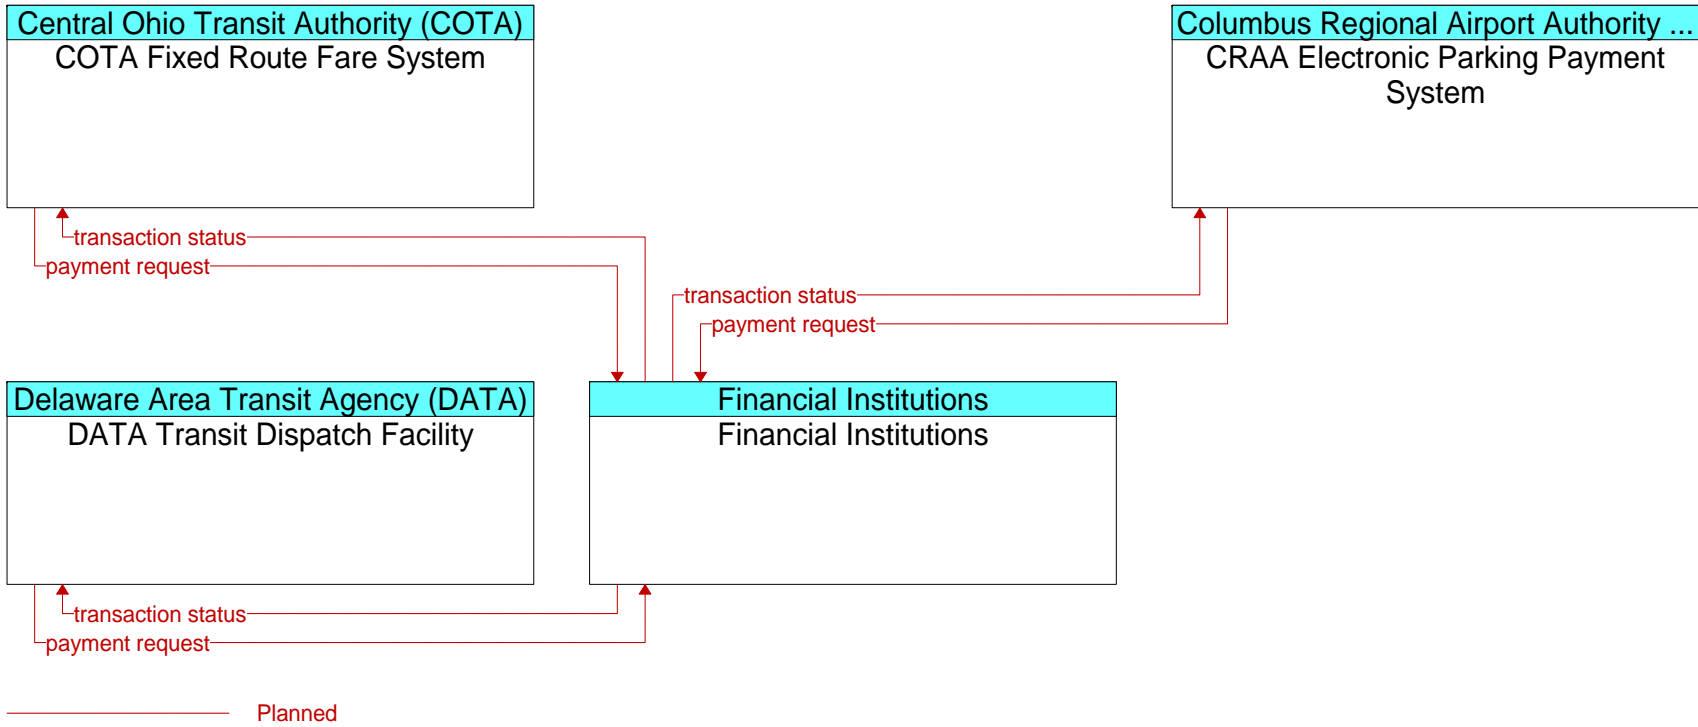 Central Ohio Transit Authority (COTA)
COTA Fixed Route Fare System
Columbus Regional Airport Authority ...
CRAA Electronic Parking Payment
System
transaction status
payment request
transaction status
payment request
Delaware Area Transit Agency (DATA)
DATA Transit Dispatch Facility
Financial Institutions
Financial Institutions
transaction status
payment request
Planned